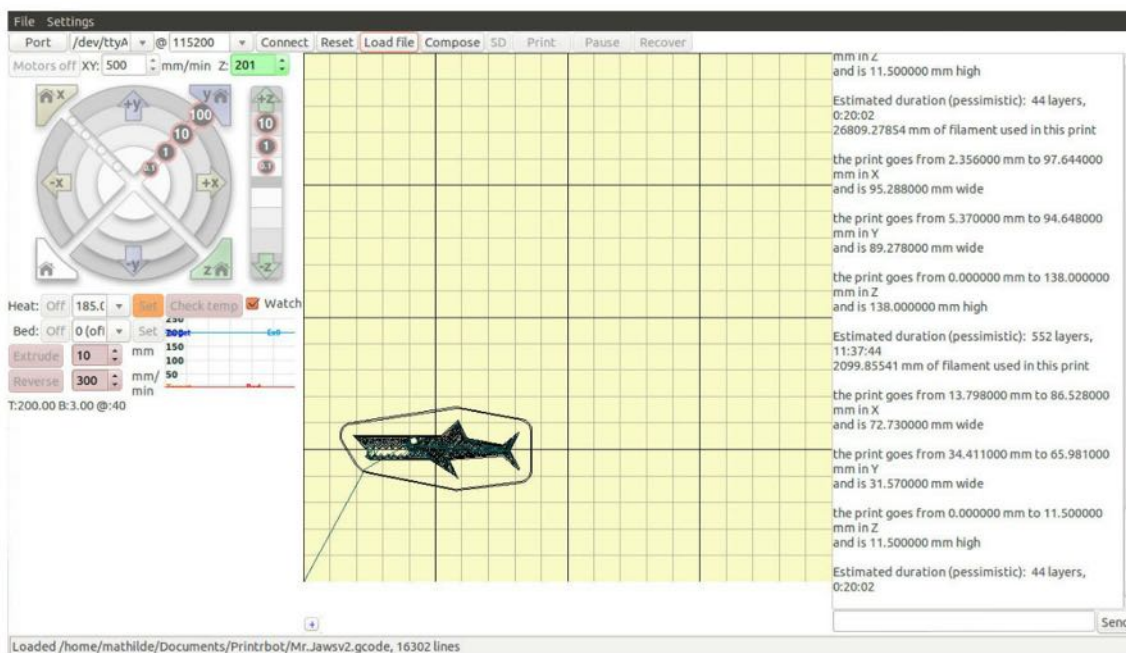 File Settings
Port /dev/ttyA @ 115200 Connect Reset Load file Compose SD Print Pause Recover
Motors off XY: 500 mm/min Z: 201
x +y y 100 10 1 0.1 -x +x -y z
+z 10 1 0.1 -z
Heat: Off 185.( Set Check temp Watch
Bed: Off 0 (of Set
Extrude 10 mm
Reverse 300 mm/
min
250
200 Ex0
150
100
50
T:200.00 B:3.00 @:40
mm in Z
and is 11.500000 mm high
Estimated duration (pessimistic): 44 layers,
0:20:02
26809.27854 mm of filament used in this print
the print goes from 2.356000 mm to 97.644000
mm in X
and is 95.288000 mm wide
the print goes from 5.370000 mm to 94.648000
mm in Y
and is 89.278000 mm wide
the print goes from 0.000000 mm to 138.000000
mm in Z
and is 138.000000 mm high
Estimated duration (pessimistic): 552 layers,
11:37:44
2099.85541 mm of filament used in this print
the print goes from 13.798000 mm to 86.528000
mm in X
and is 72.730000 mm wide
the print goes from 34.411000 mm to 65.981000
mm in Y
and is 31.570000 mm wide
the print goes from 0.000000 mm to 11.500000
mm in Z
and is 11.500000 mm high
Estimated duration (pessimistic): 44 layers,
0:20:02
+
Send
Loaded /home/mathilde/Documents/Printrbot/Mr.Jawsv2.gcode, 16302 lines